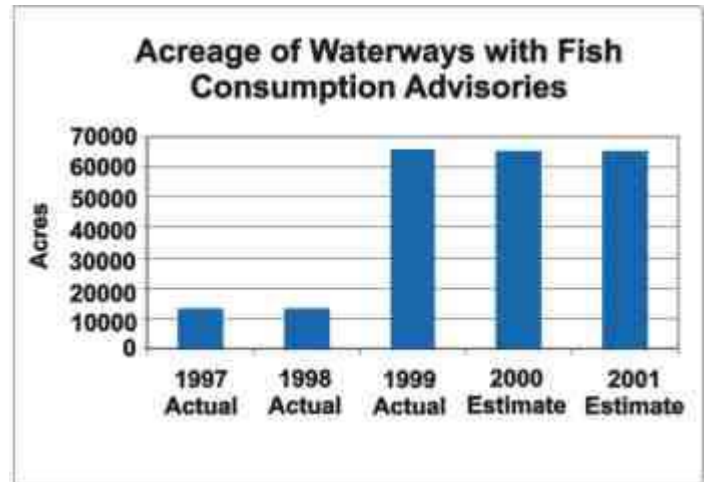 Acreage of Waterways with Fish
Consumption Advisories
70000
60000
50000
40000
30000
20000
10000
0
Acres
1997 1998 1999 2000 2001
Actual Actual Actual Estimate Estimate